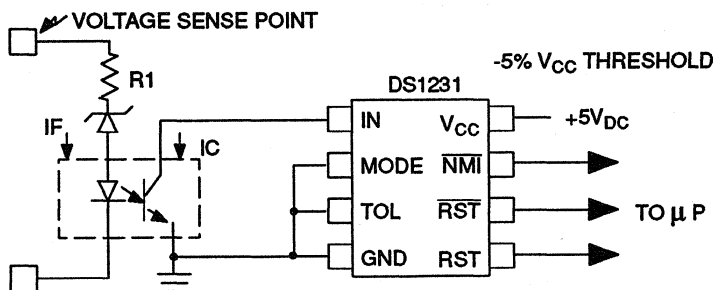 VOLTAGE SENSE POINT
-5% VCC THRESHOLD
R1
DS1231
IF
IC
IN
VCC
+5VDC
MODE
NMI
TOL
RST
TO μ P
GND
RST